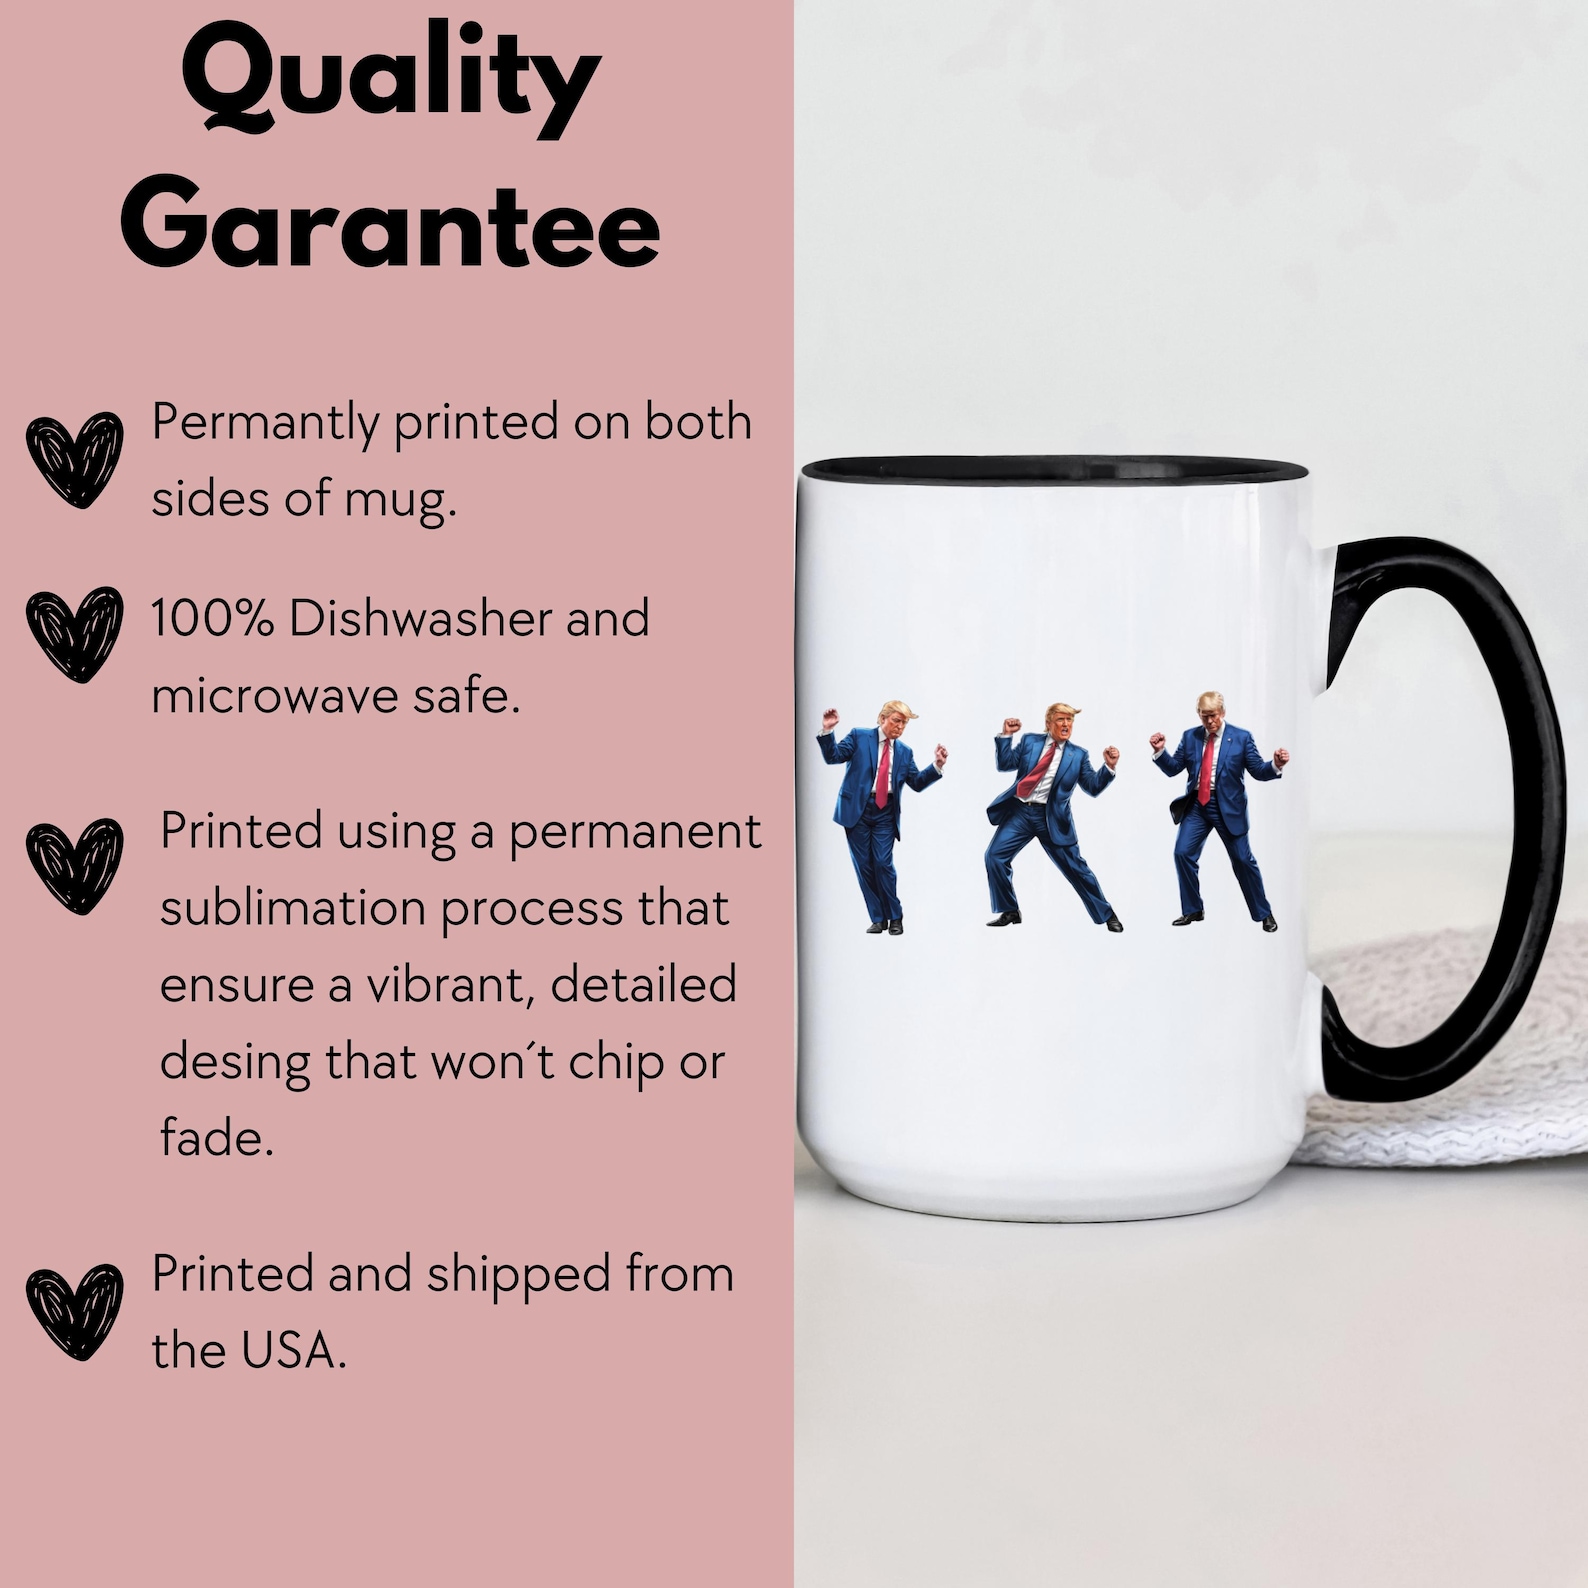 Quality
Garantee
Permantly printed on both
sides of mug.
100% Dishwasher and
microwave safe.
Printed using a permanent
sublimation process that
ensure a vibrant, detailed
desing that won´t chip or
fade.
Printed and shipped from
the USA.